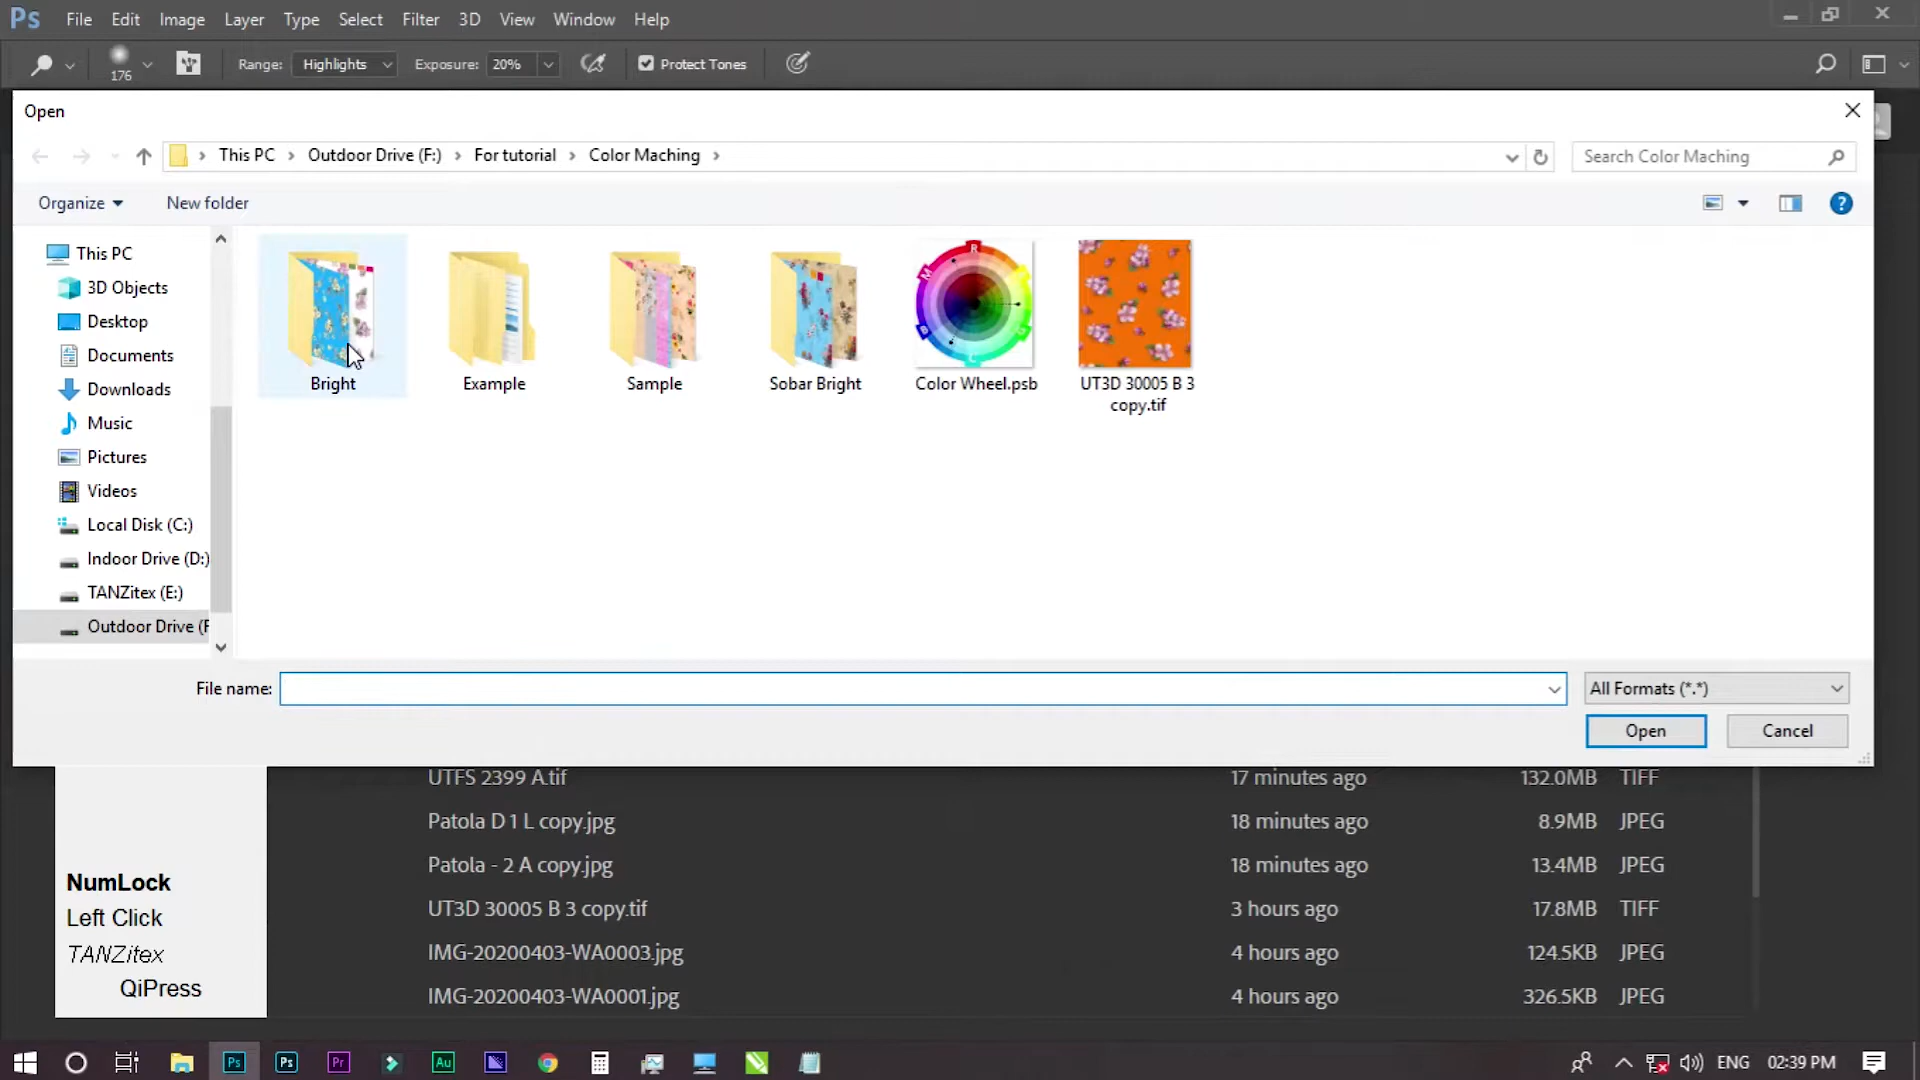 Ps File Edit Image Layer Type Select Filter 3D View Window Help
176 Range: Highlights Exposure: 20% Protect Tones
Open
This PC Outdoor Drive (F:) For tutorial Color Maching Search Color Maching
Organize New folder
This PC
3D Objects
Desktop
Documents
Downloads
Music
Pictures
Videos
Local Disk (C:)
Indoor Drive (D:)
TANZitex (E:)
Outdoor Drive (F
Bright
Example
Sample
Sobar Bright
Color Wheel.psb
UT3D 30005 B 3
copy.tif
File name: All Formats (*.*)
Open Cancel
UTFS 2399 A.tif 17 minutes ago 132.0MB TIFF
Patola D 1 L copy.jpg 18 minutes ago 8.9MB JPEG
Patola - 2 A copy.jpg 18 minutes ago 13.4MB JPEG
UT3D 30005 B 3 copy.tif 3 hours ago 17.8MB TIFF
IMG-20200403-WA0003.jpg 4 hours ago 124.5KB JPEG
IMG-20200403-WA0001.jpg 4 hours ago 326.5KB JPEG
NumLock
Left Click
TANZitex
QiPress
Ps Ps Pr Au ENG 02:39 PM